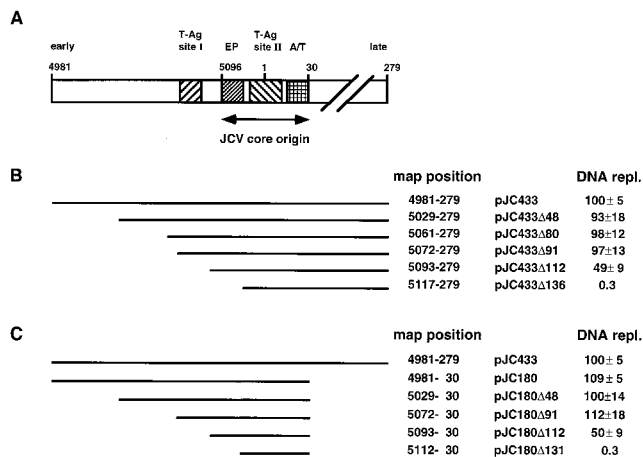 A
T-Ag site I
EP
T-Ag site II
A/T
early
late
4981
5096
1
30
279
JCV core origin
B
map position
DNA repl.
4981-279 pJC433 100± 5
5029-279 pJC433Δ48 93±18
5061-279 pJC433Δ80 98±12
5072-279 pJC433Δ91 97±13
5093-279 pJC433Δ112 49± 9
5117-279 pJC433Δ136 0.3
C
map position
DNA repl.
4981-279 pJC433 100± 5
4981- 30 pJC180 109± 5
5029- 30 pJC180Δ48 100±14
5072- 30 pJC180Δ91 112±18
5093- 30 pJC180Δ112 50± 9
5112- 30 pJC180Δ131 0.3